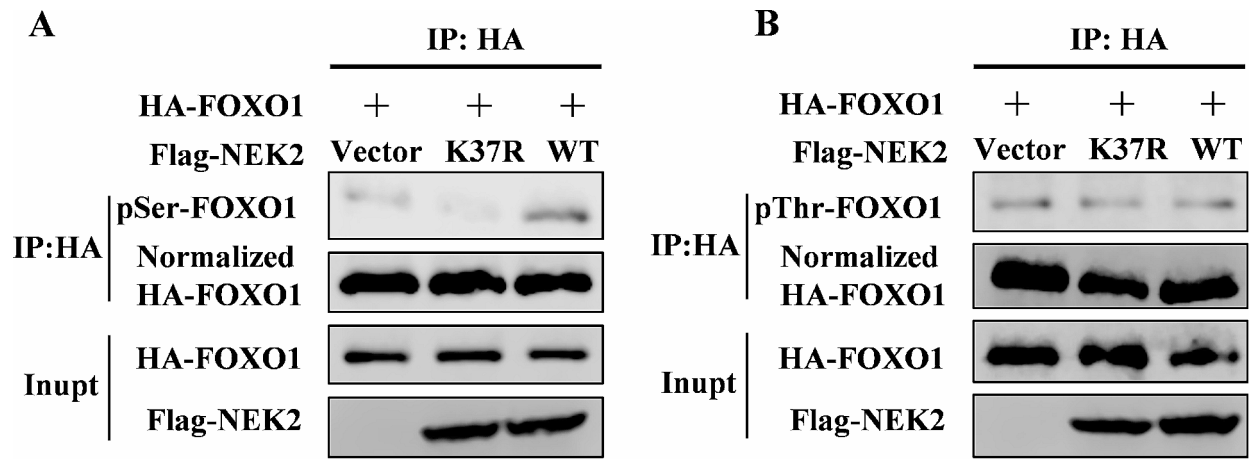 A
IP: HA
HA-FOXO1 + + +
Flag-NEK2 Vector K37R WT
pSer-FOXO1
IP:HA
Normalized
HA-FOXO1
HA-FOXO1
Inupt
Flag-NEK2
B
IP: HA
HA-FOXO1 + + +
Flag-NEK2 Vector K37R WT
pThr-FOXO1
IP:HA
Normalized
HA-FOXO1
HA-FOXO1
Inupt
Flag-NEK2